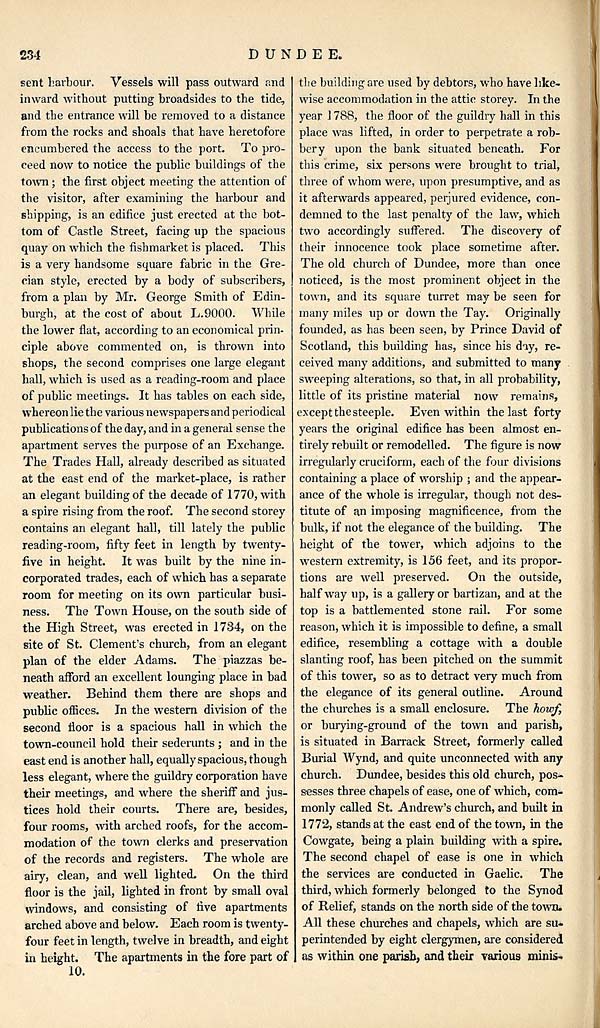 234
DUNDEE.
sent harbour. Vessels will pass outward and
inward without putting broadsides to the tide,
and the entrance will be removed to a distance
from the rocks and shoals that have heretofore
encumbered the access to the port. To pro-
ceed now to notice the public buildings of the
town; the first object meeting the attention of
the visitor, after examining the harbour and
shipping, is an edifice just erected at the bot-
tom of Castle Street, facing up the spacious
quay on which the fishmarket is placed. This
is a very handsome square fabric in the Gre-
cian style, erected by a body of subscribers,
from a plan by Mr. George Smith of Edin-
burgh, at the cost of about L.9000. While
the lower flat, according to an economical prin-
ciple above commented on, is thrown into
shops, the second comprises one large elegant
hall, which is used as a reading-room and place
of public meetings. It has tables on each side,
whereon lie the various newspapers and periodical
publications of the day, and in a general sense the
apartment serves the purpose of an Exchange.
The Trades Hall, already described as situated
at the east end of the market-place, is rather
an elegant building of the decade of 1770, with
a spire rising from the roof. The second storey
contains an elegant hall, till lately the public
reading-room, fifty feet in length by twenty-
five in height. It was built by the nine in-
corporated trades, each of which has a separate
room for meeting on its own particular busi-
ness. The Town House, on the south side of
the High Street, was erected in 1734, on the
site of St. Clement's church, from an elegant
plan of the elder Adams. The piazzas be-
neath afford an excellent lounging place in bad
weather. Behind them there are shops and
public offices. In the western division of the
second floor is a spacious hall in which the
town-council hold their sederunts; and in the
east end is another hall, equally spacious, though
less elegant, where the guildry corporation have
their meetings, and where the sheriff and jus-
tices hold their courts. There are, besides,
four rooms, with arched roofs, for the accom-
modation of the town clerks and preservation
of the records and registers. The whole are
airy, clean, and well lighted. On the third
floor is the jail, lighted in front by small oval
windows, and consisting of five apartments
arched above and below. Each room is twenty-
four feet in length, twelve in breadth, and eight
in height. The apartments in the fore part of
10.
the building are used by debtors, who have like-
wise accommodation in the attic storey. In the
year 1788, the floor of the guildry hall in this
place was lifted, in order to perpetrate a rob-
bery upon the bank situated beneath. For
this crime, six persons were brought to trial,
three of whom were, upon presumptive, and as
it afterwards appeared, perjured evidence, con-
demned to the last penalty of the law, which
two accordingly suffered. The discovery of
their innocence took place sometime after.
The old church of Dundee, more than once
noticed, is the most prominent object in the
town, and its square turret may be seen for
many miles up or down the Tay. Originally
founded, as has been seen, by Prince David of
Scotland, this building has, since his day, re-
ceived many additions, and submitted to many
sweeping alterations, so that, in all probability,
little of its pristine material now remains,
except the steeple. Even within the last forty
years the original edifice has been almost en-
tirely rebuilt or remodelled. The figure is now
irregularly cruciform, each of the four divisions
containing a place of worship; and the appear-
ance of the whole is irregular, though not des-
titute of an imposing magnificence, from the
bulk, if not the elegance of the building. The
height of the tower, which adjoins to the
western extremity, is 156 feet, and its propor-
tions are well preserved. On the outside,
half way up, is a gallery or bartizan, and at the
top is a battlemented stone rail. For some
reason, which it is impossible to define, a small
edifice, resembling a cottage with a double
slanting roof, has been pitched on the summit
of this tower, so as to detract very much from
the elegance of its general outline. Around
the churches is a small enclosure. The howf,
or burying-ground of the town and parish,
is situated in Barrack Street, formerly called
Burial Wynd, and quite unconnected with any
church. Dundee, besides this old church, pos-
sesses three chapels of ease, one of which, com-
monly called St. Andrew's church, and built in
1772, stands at the east end of the town, in the
Cowgate, being a plain building with a spire.
The second chapel of ease is one in which
the services are conducted in Gaelic. The
third, which formerly belonged to the Synod
of Relief, stands on the north side of the town.
All these churches and chapels, which are su-
perintended by eight clergymen, are considered
as within one parish, and their various minis-